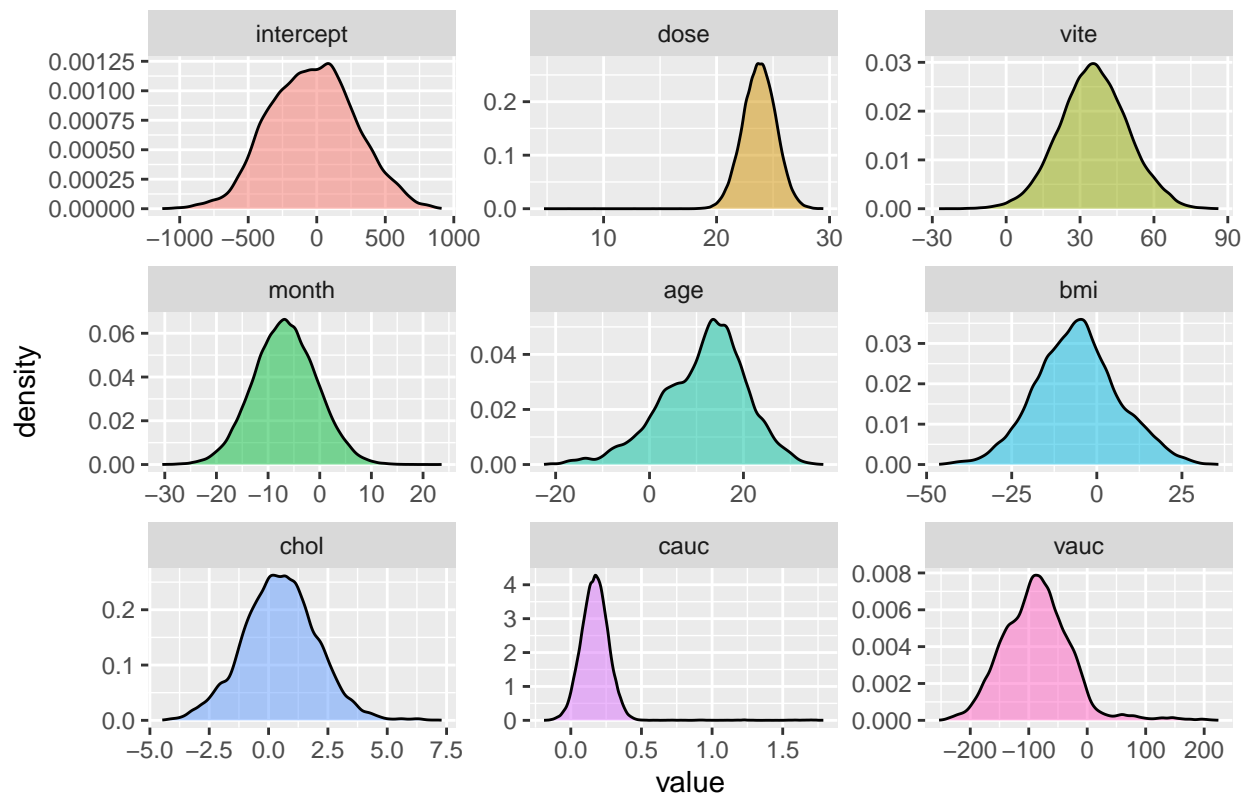 intercept
dose
vite
0.00125
0.00100
0.00075
0.00050
0.00025
0.00000
0.2
0.1
0.0
0.03
0.02
0.01
0.00
−1000 −500 0 500 1000
10 20 30
−30 0 30 60 90
month
age
bmi
0.06
0.04
0.02
0.00
0.04
0.02
0.00
0.03
0.02
0.01
0.00
−30 −20 −10 0 10 20
−20 0 20
−50 −25 0 25
chol
cauc
vauc
0.2
0.1
0.0
4
3
2
1
0
0.008
0.006
0.004
0.002
0.000
−5.0 −2.5 0.0 2.5 5.0 7.5
0.0 0.5 1.0 1.5
−200 −100 0 100 200
density
value